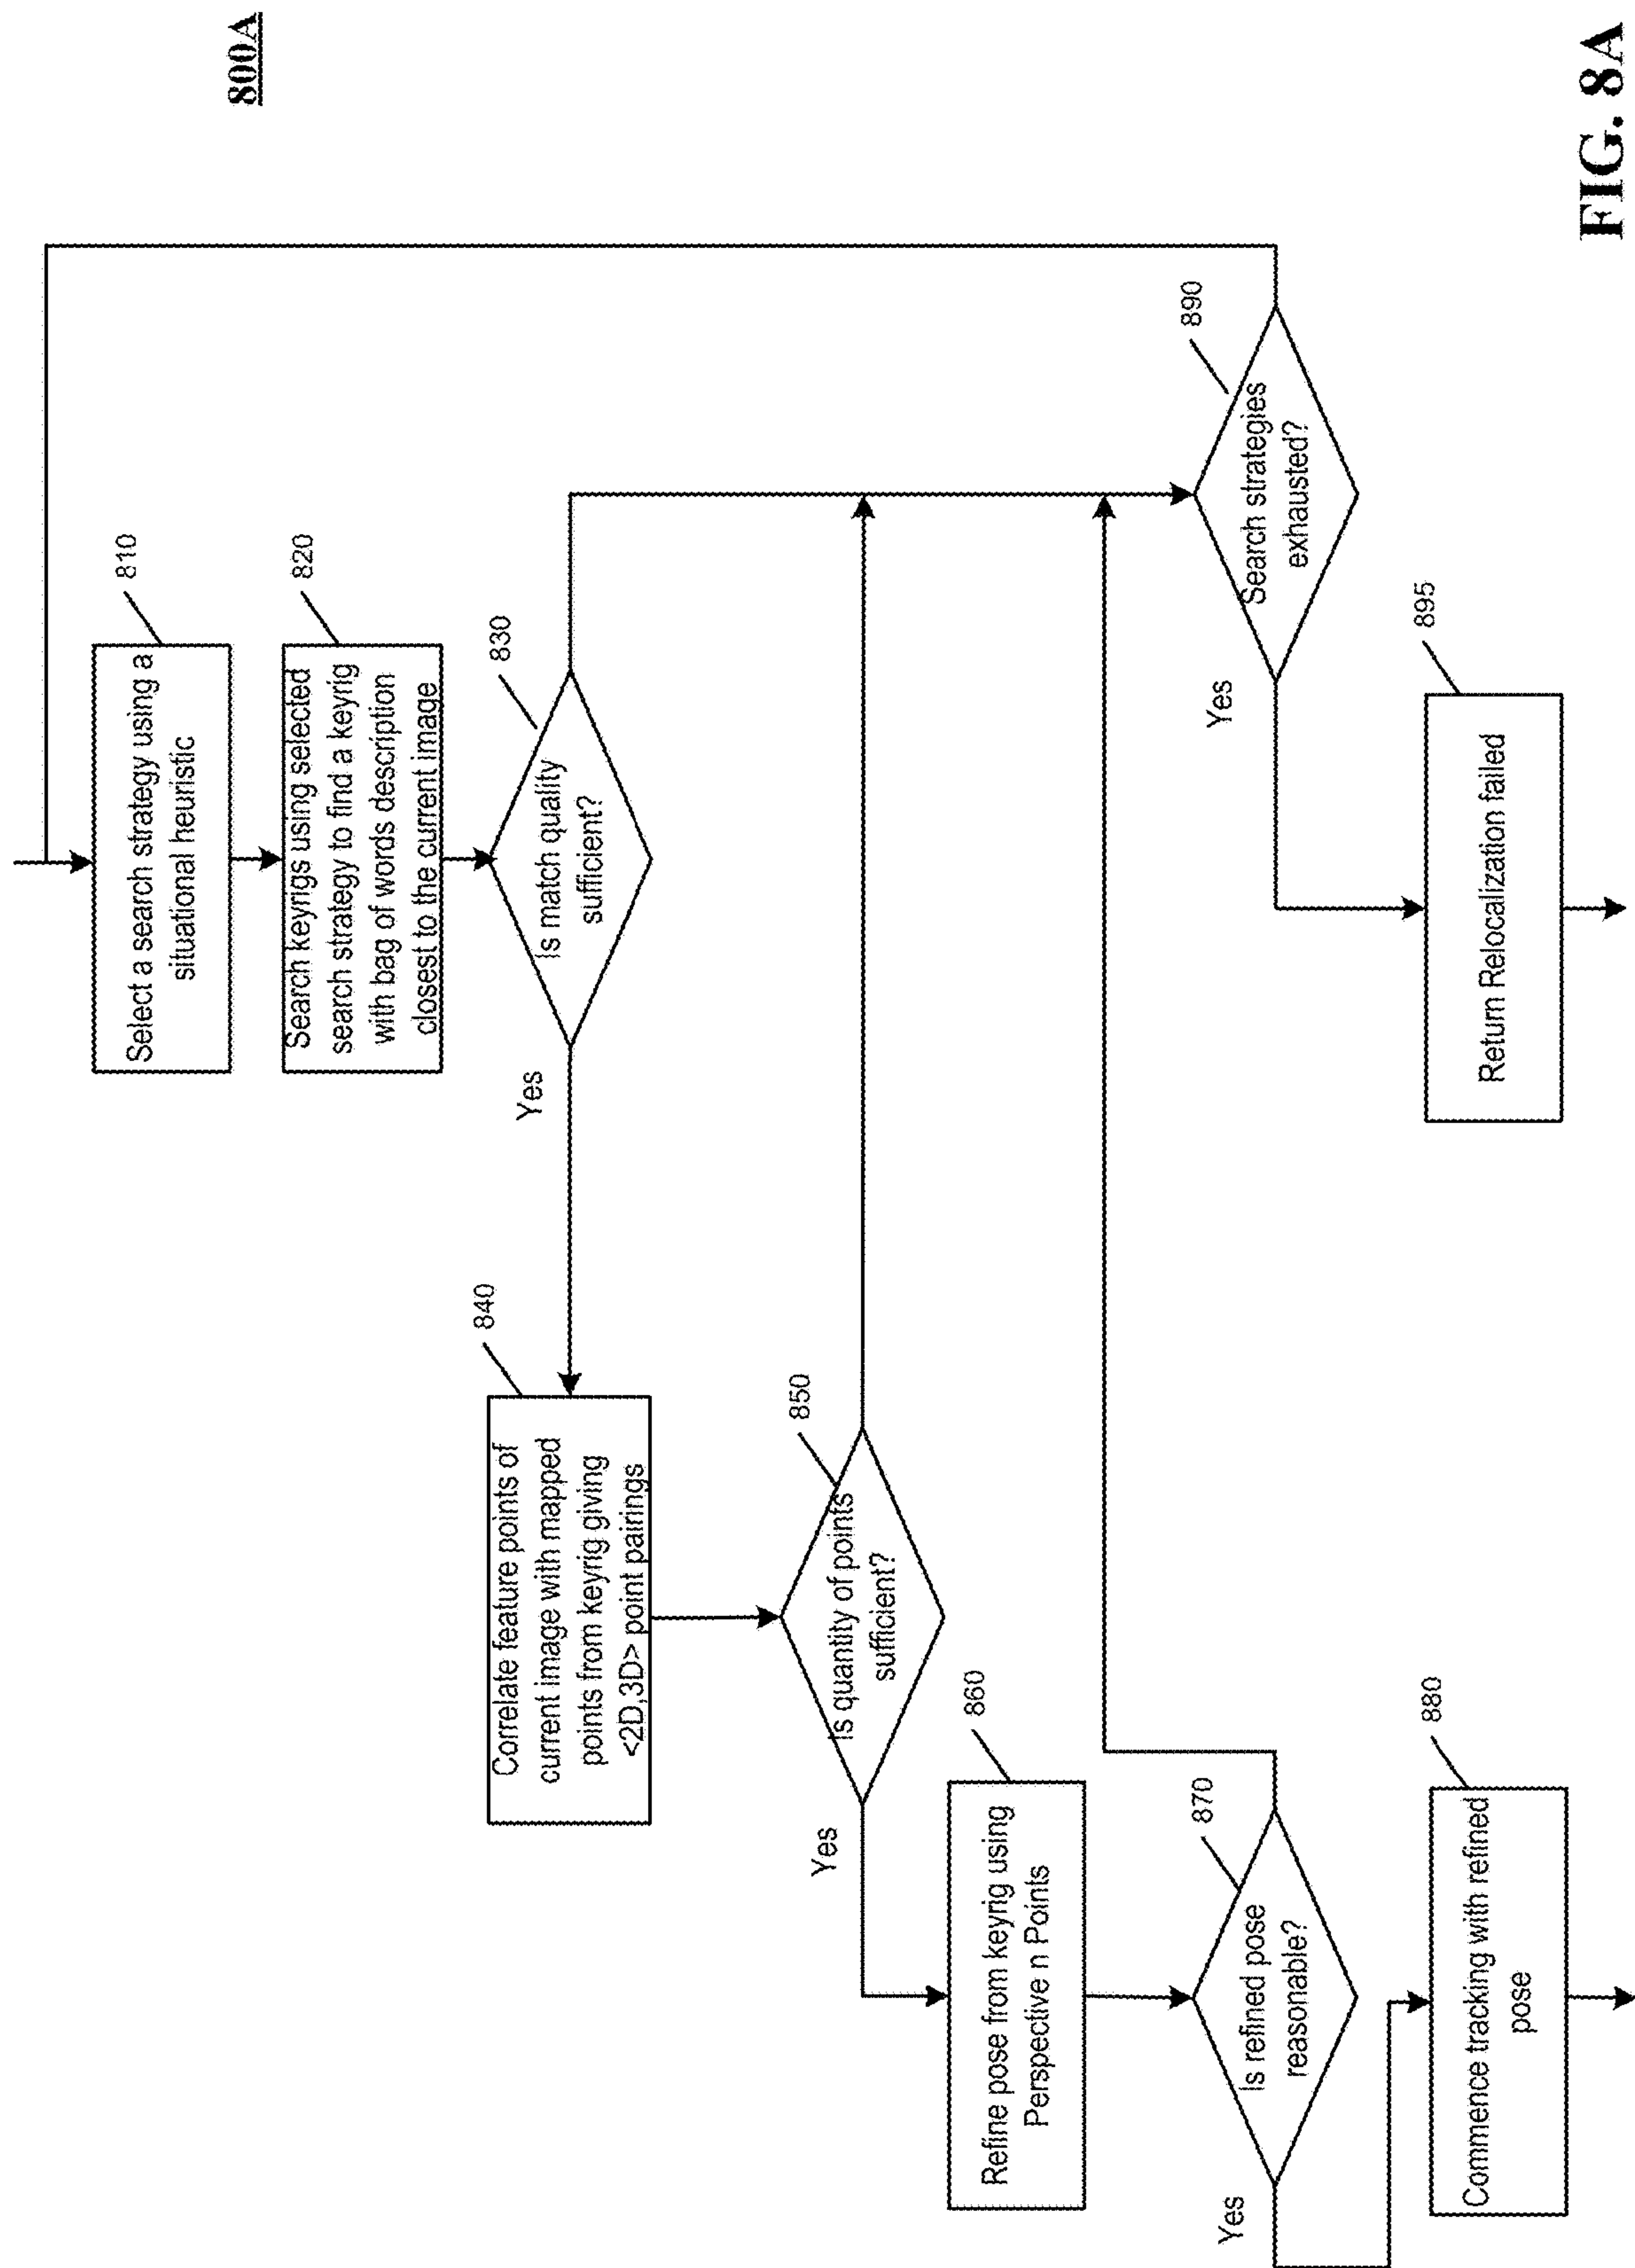 800A
810
Select a search strategy using a
situational heuristic
820
Search keyrigs using selected
search strategy to find a keyrig
with bag of words description
closest to the current image
830
Is match quality
sufficient?
Yes
840
Correlate feature points of
current image with mapped
points from keyrig giving
<2D,3D> point pairings
850
Is quantity of points
sufficient?
Yes
860
Refine pose from keyrig using
Perspective n Points
870
Is refined pose
reasonable?
Yes
880
Commence tracking with refined
pose
890
Search strategies
exhausted?
Yes
895
Return Relocalization failed
FIG. 8A